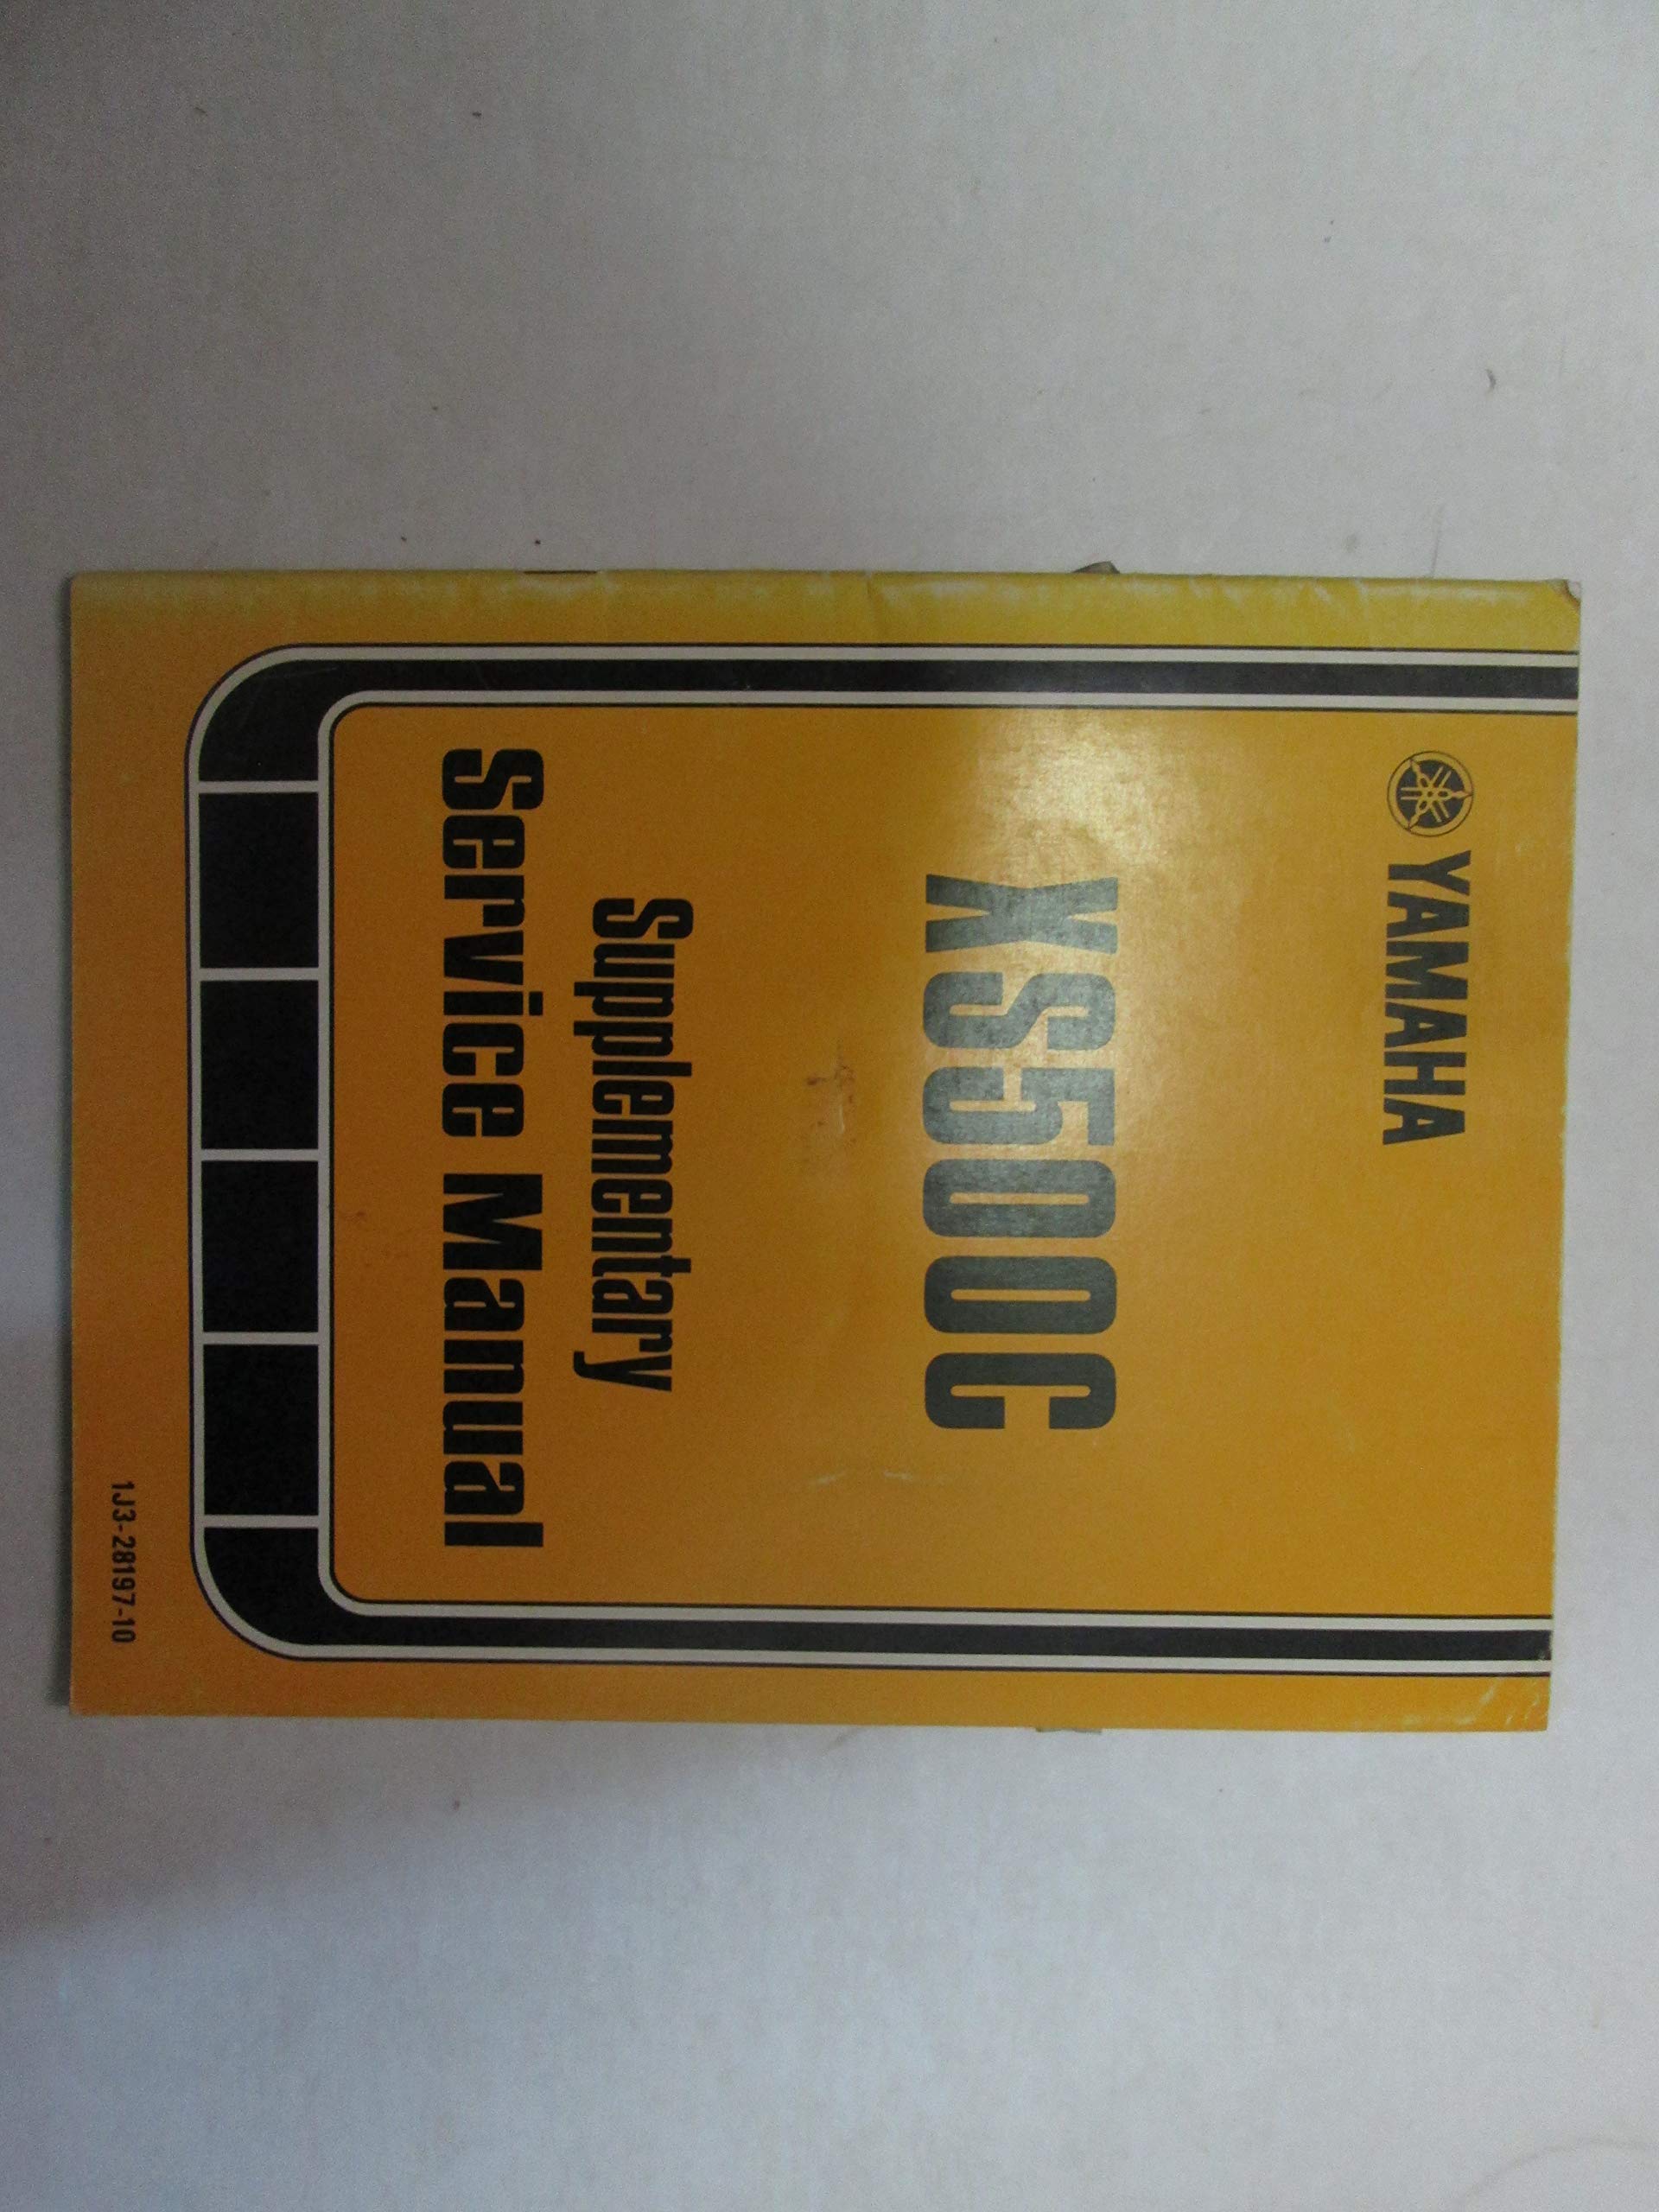 YAMAHA
XS500C
Supplementary
Service Manual
1J3-28197-10